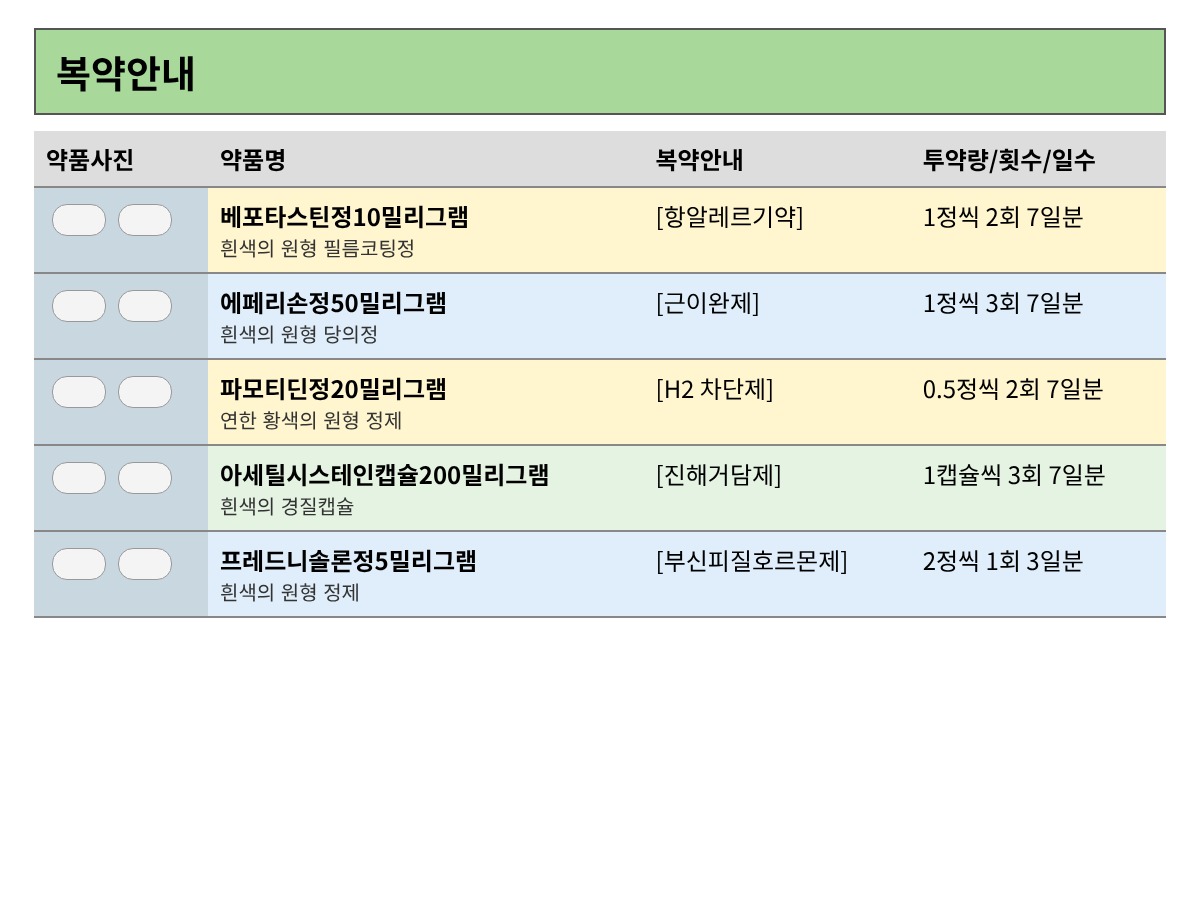 복약안내
약품사진 약품명 복약안내 투약량/횟수/일수
베포타스틴정10밀리그램 [항알레르기약] 1정씩 2회 7일분
흰색의 원형 필름코팅정
에페리손정50밀리그램 [근이완제] 1정씩 3회 7일분
흰색의 원형 당의정
파모티딘정20밀리그램 [H2 차단제] 0.5정씩 2회 7일분
연한 황색의 원형 정제
아세틸시스테인캡슐200밀리그램 [진해거담제] 1캡슐씩 3회 7일분
흰색의 경질캡슐
프레드니솔론정5밀리그램 [부신피질호르몬제] 2정씩 1회 3일분
흰색의 원형 정제